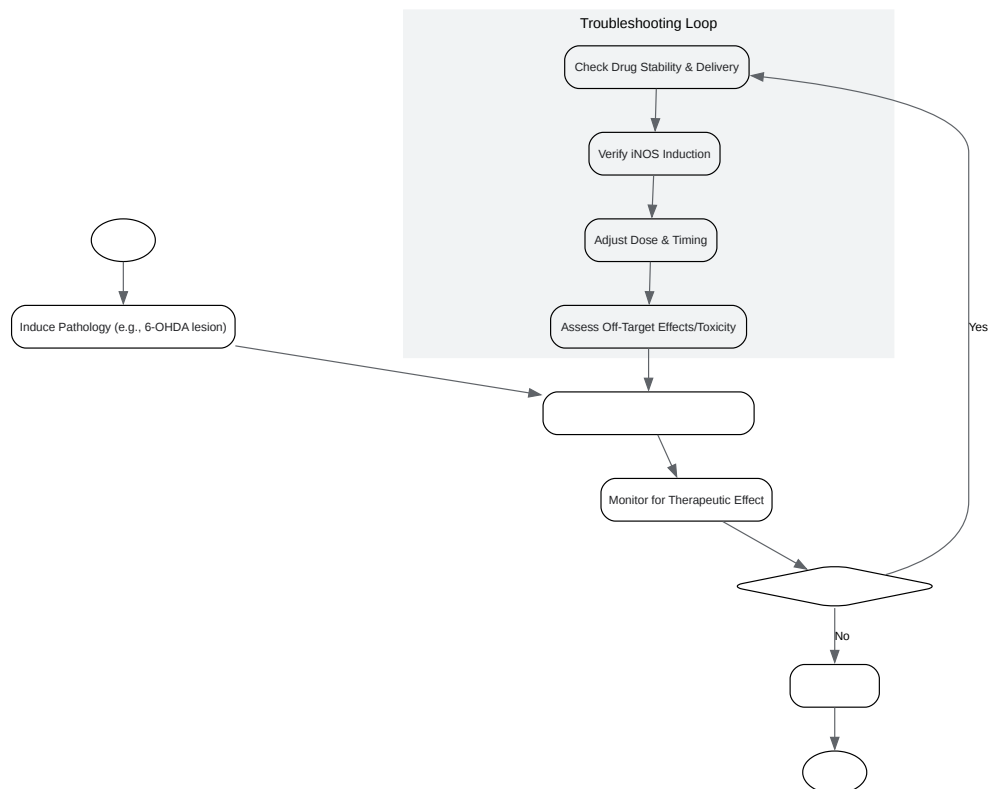 Troubleshooting Loop
Check Drug Stability & Delivery
Verify iNOS Induction
Adjust Dose & Timing
Assess Off-Target Effects/Toxicity
Induce Pathology (e.g., 6-OHDA lesion)
Yes
Monitor for Therapeutic Effect
No